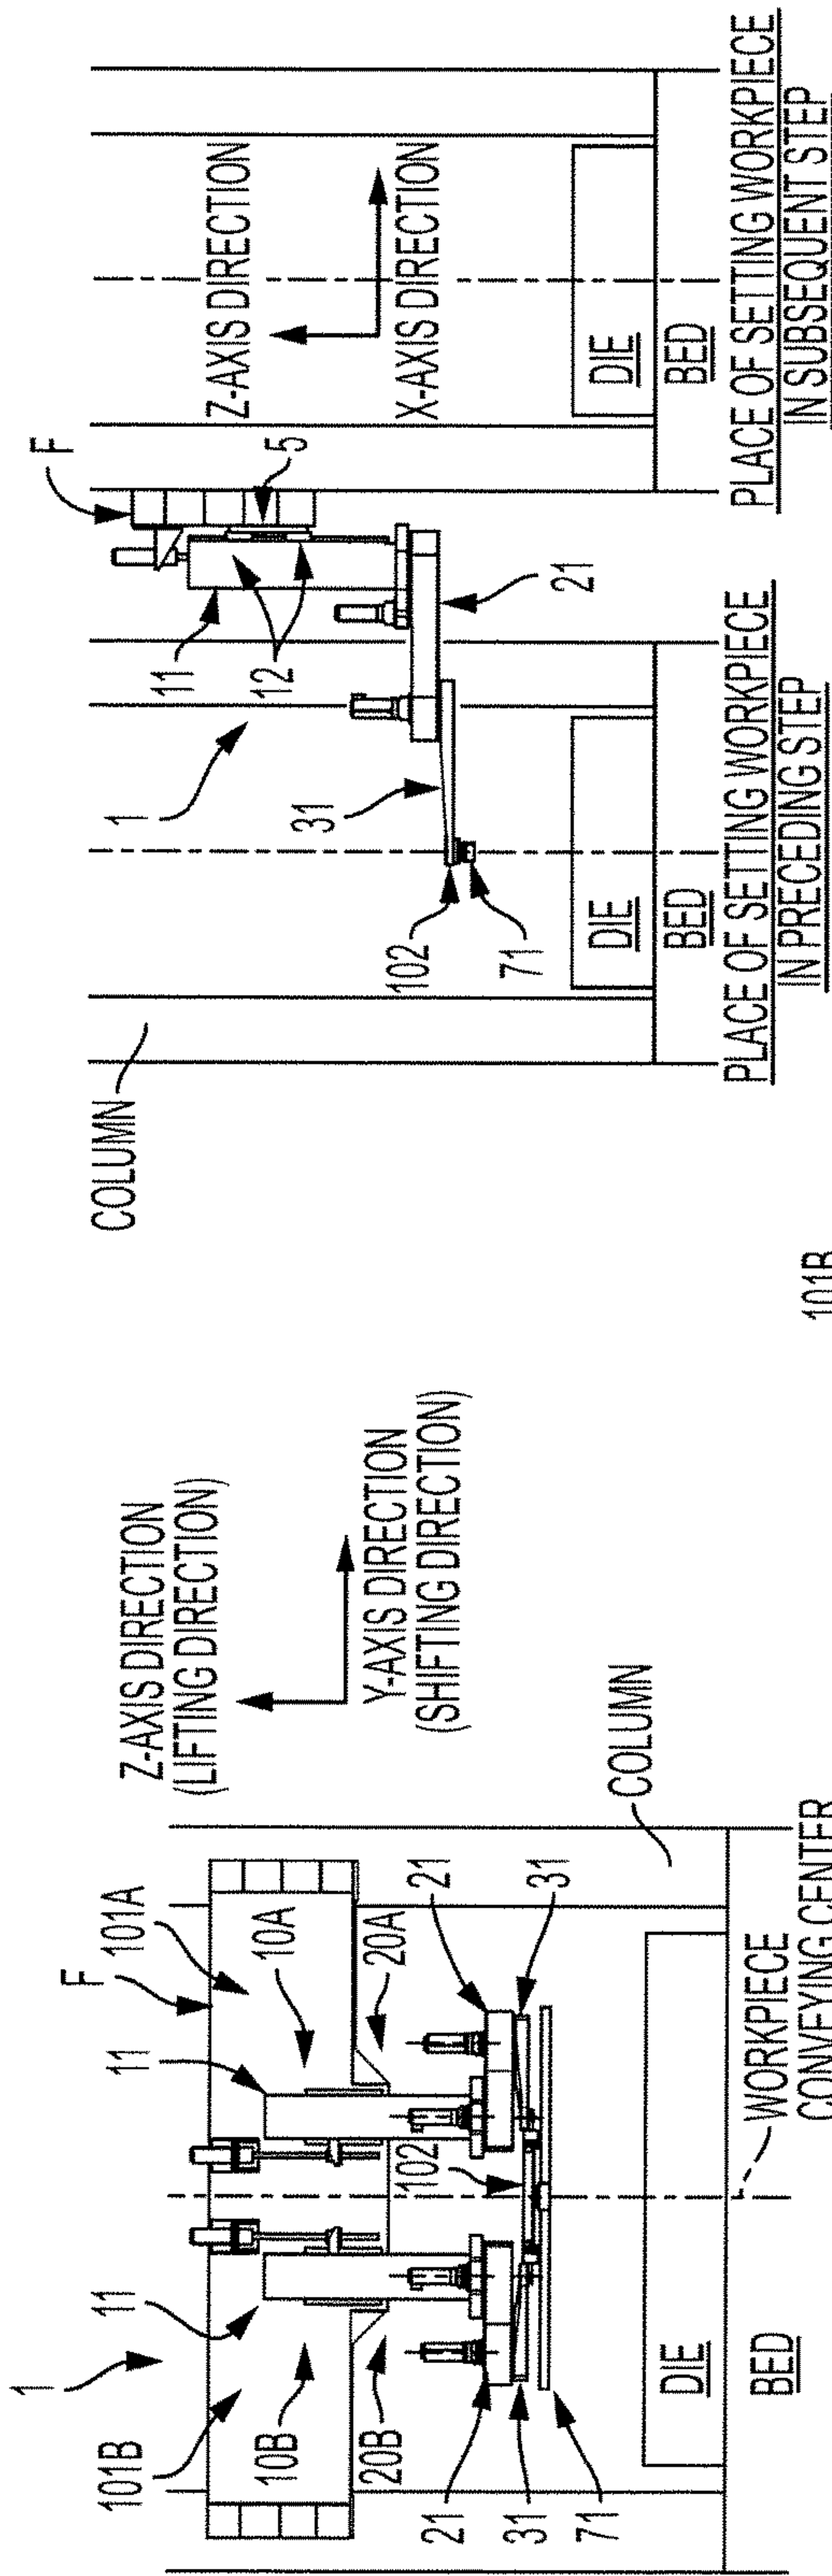 1
101B
11
F
101A
10B
10A
20B
20A
102
21
31
71
21
31
Z-AXIS DIRECTION
(LIFTING DIRECTION)
Y-AXIS DIRECTION
(SHIFTING DIRECTION)
COLUMN
DIE
BED
WORKPIECE
CONVEYING CENTER
11
COLUMN
1
11
12
F
5
21
31
102
71
Z-AXIS DIRECTION
X-AXIS DIRECTION
DIE
BED
PLACE OF SETTING WORKPIECE
IN PRECEDING STEP
DIE
BED
PLACE OF SETTING WORKPIECE
IN SUBSEQUENT STEP
101B